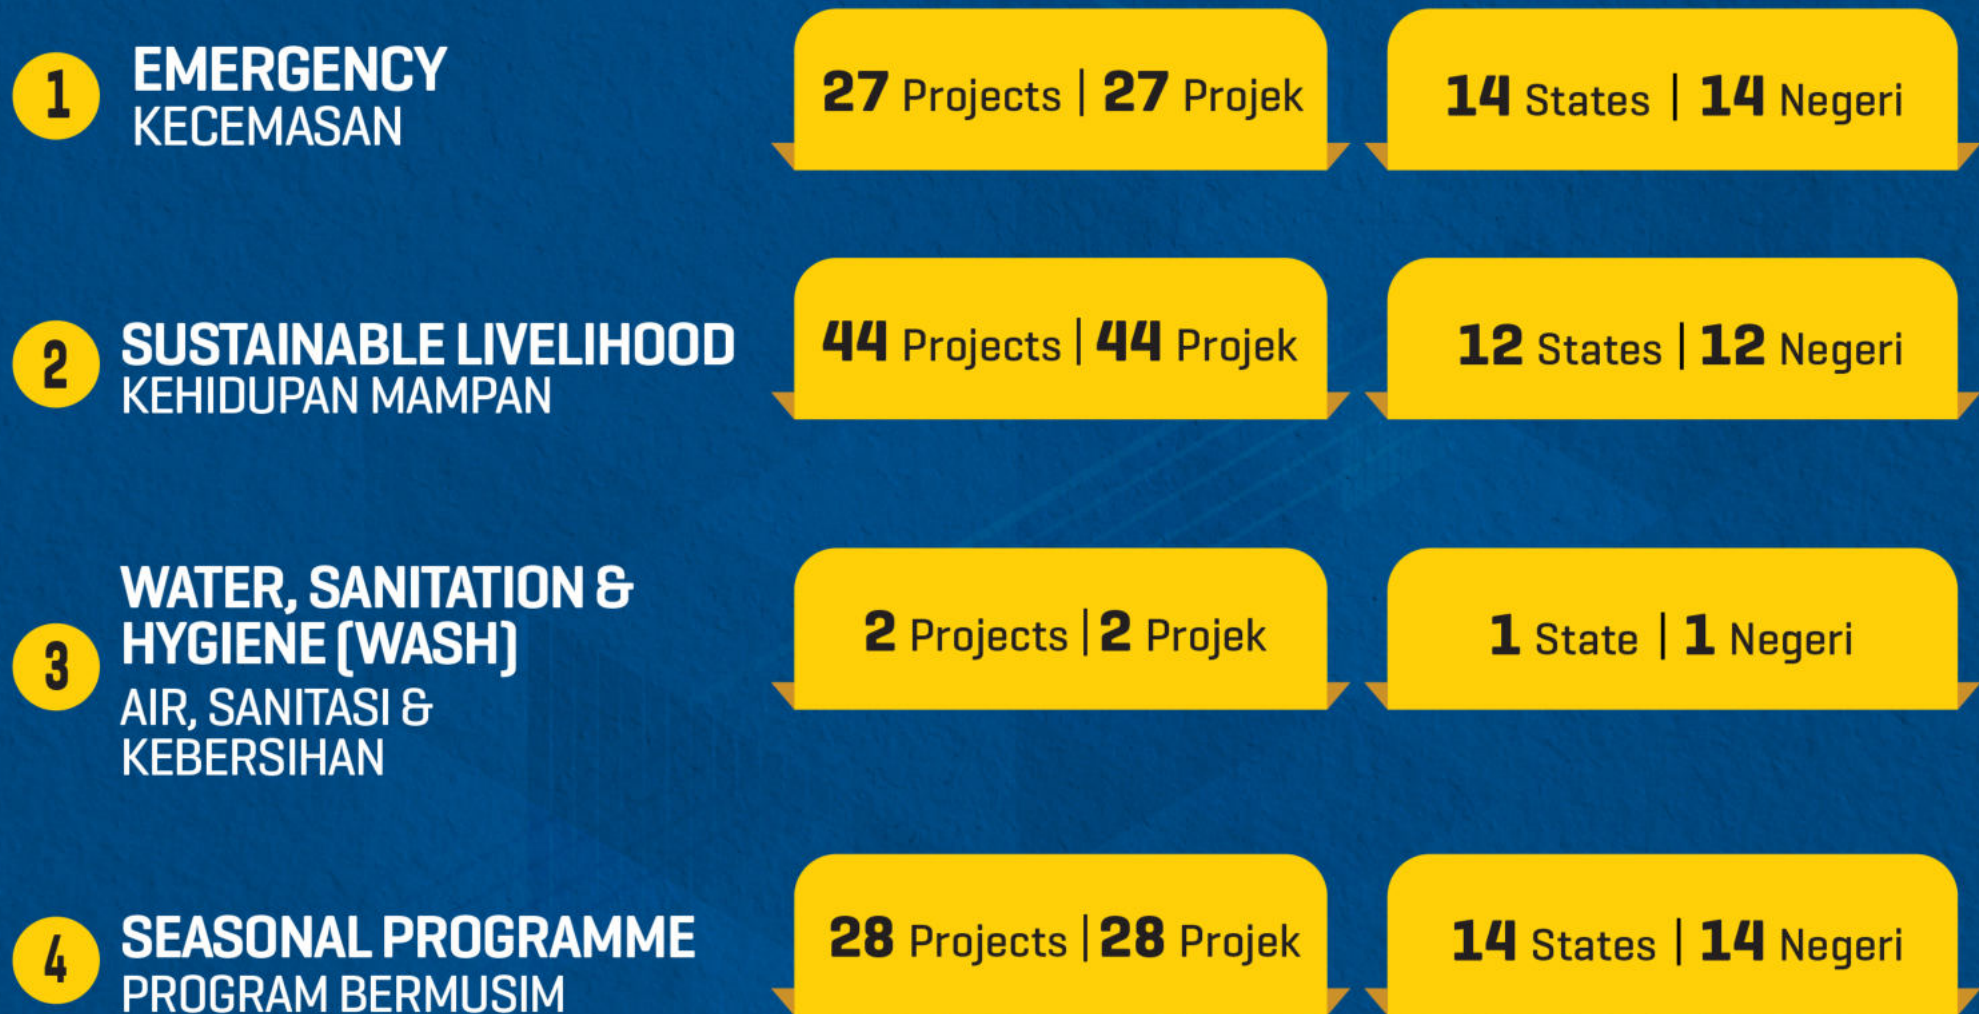 1
EMERGENCY
KECEMASAN
27 Projects | 27 Projek
14 States | 14 Negeri
2
SUSTAINABLE LIVELIHOOD
KEHIDUPAN MAMPAN
44 Projects | 44 Projek
12 States | 12 Negeri
3
WATER, SANITATION &
HYGIENE (WASH)
AIR, SANITASI &
KEBERSIHAN
2 Projects | 2 Projek
1 State | 1 Negeri
4
SEASONAL PROGRAMME
PROGRAM BERMUSIM
28 Projects | 28 Projek
14 States | 14 Negeri